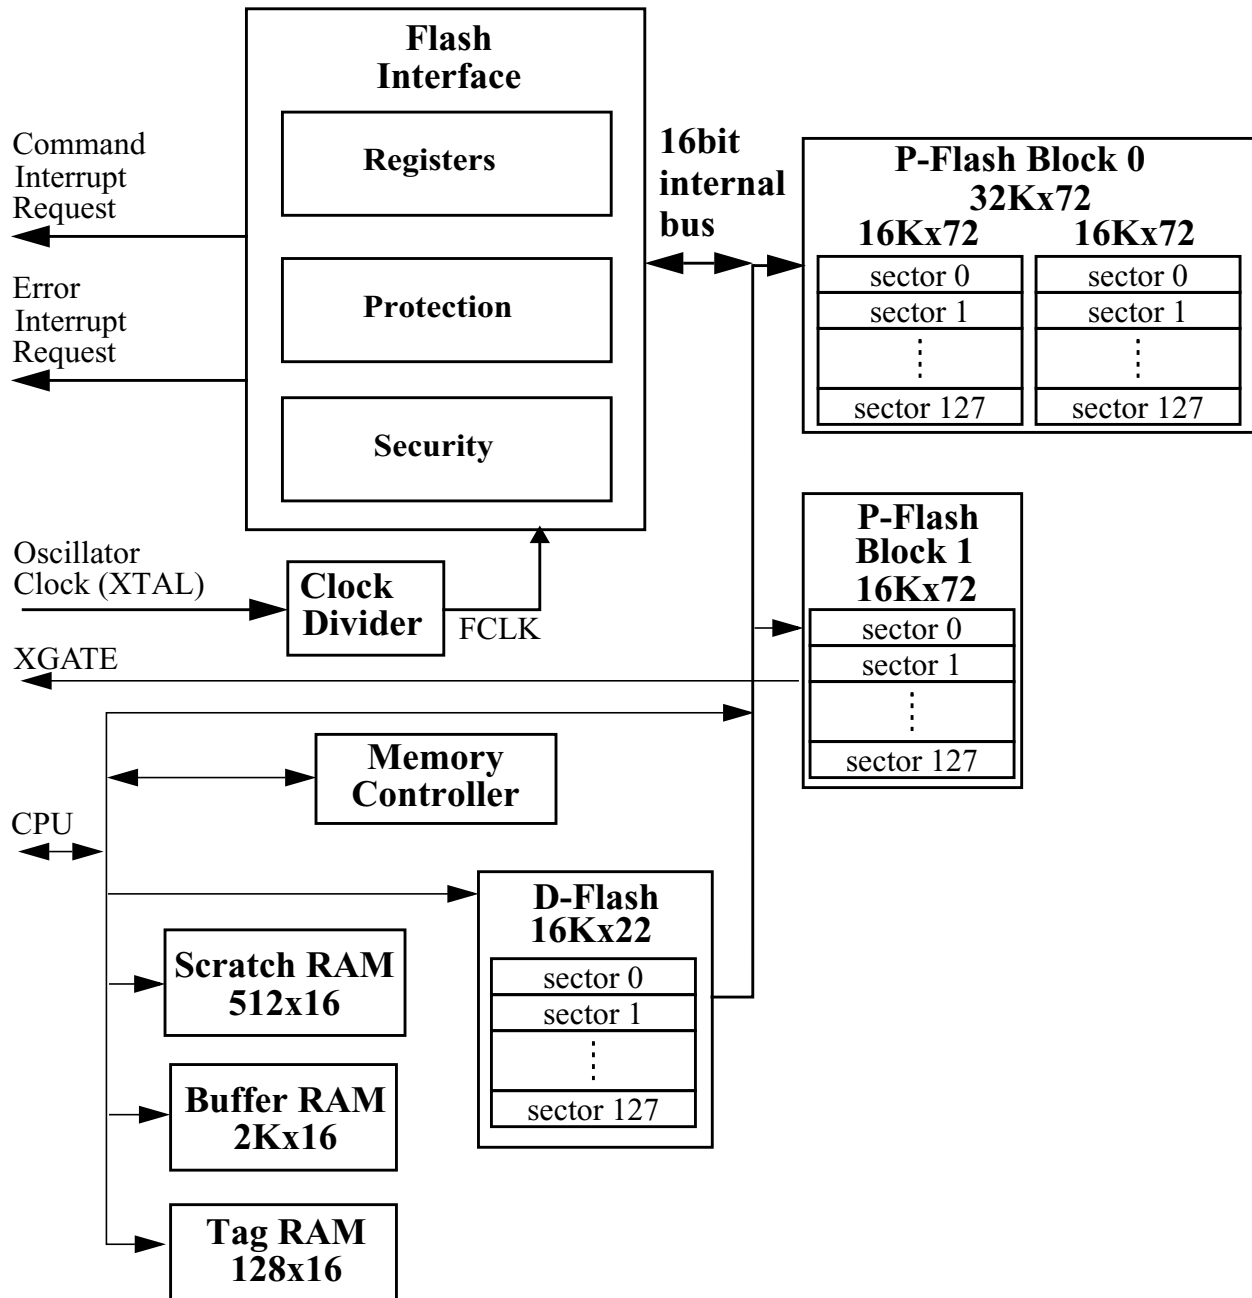 Flash
Interface
Registers
Protection
Security
Command
Interrupt
Request
Error
Interrupt
Request
16bit
internal
bus
P-Flash Block 0
32Kx72
16Kx72
16Kx72
sector 0
sector 0
sector 1
sector 1
sector 127
sector 127
Oscillator
Clock (XTAL)
Clock
Divider
FCLK
P-Flash
Block 1
16Kx72
sector 0
sector 1
sector 127
XGATE
Memory
Controller
CPU
D-Flash
16Kx22
sector 0
sector 1
sector 127
Scratch RAM
512x16
Buffer RAM
2Kx16
Tag RAM
128x16